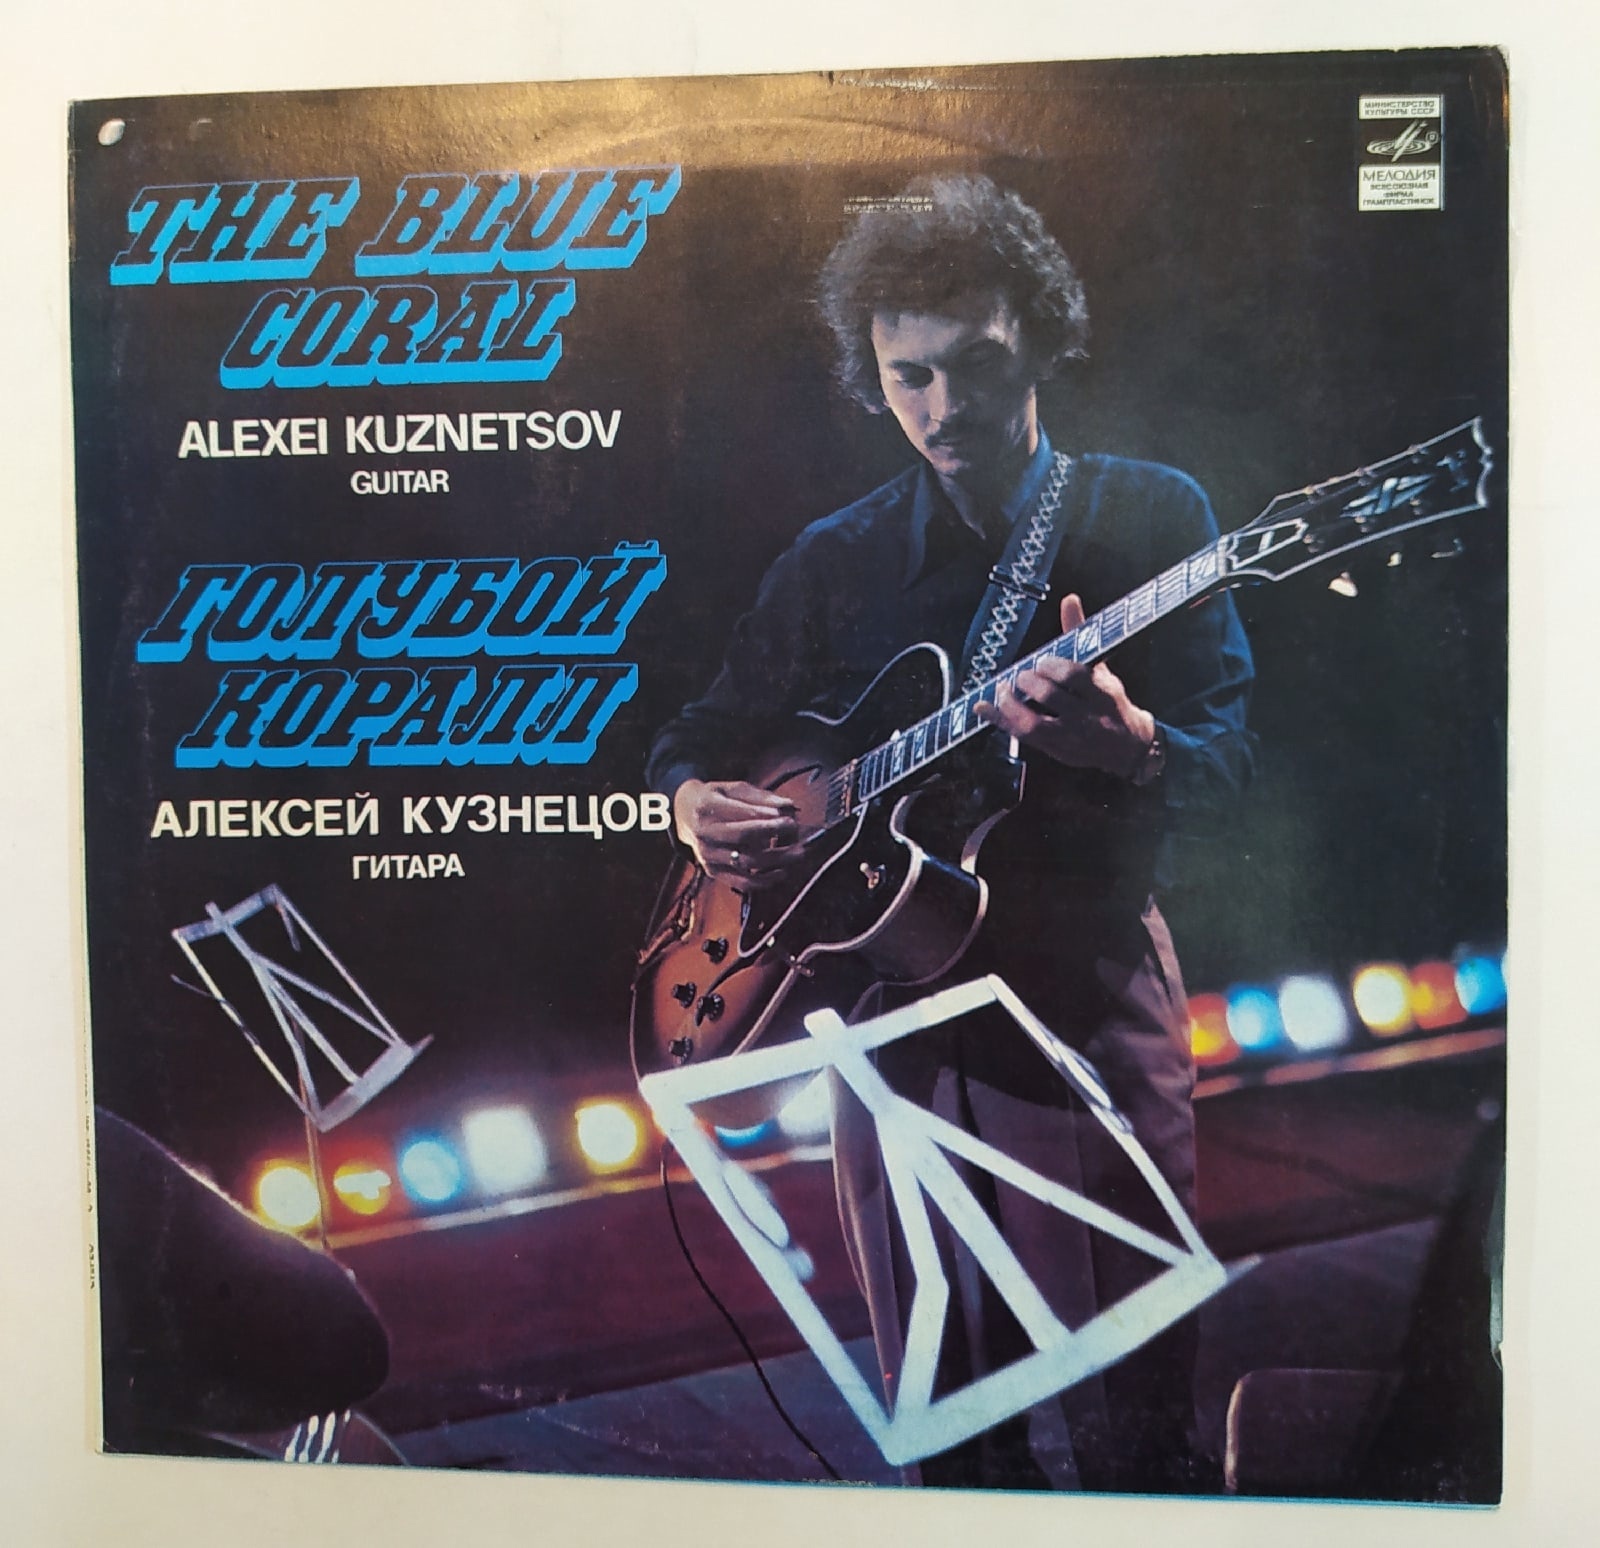 THE BLUE
CORAL
ALEXEI KUZNETSOV
GUITAR
ГОЛУБОЙ
КОРАЛЛ
АЛЕКСЕЙ КУЗНЕЦОВ
ГИТАРА
МИНИСТЕРСТВО
КУЛЬТУРЫ СССР
МЕЛОДИЯ
ВСЕСОЮЗНАЯ
ФИРМА
ГРАМПЛАСТИНОК